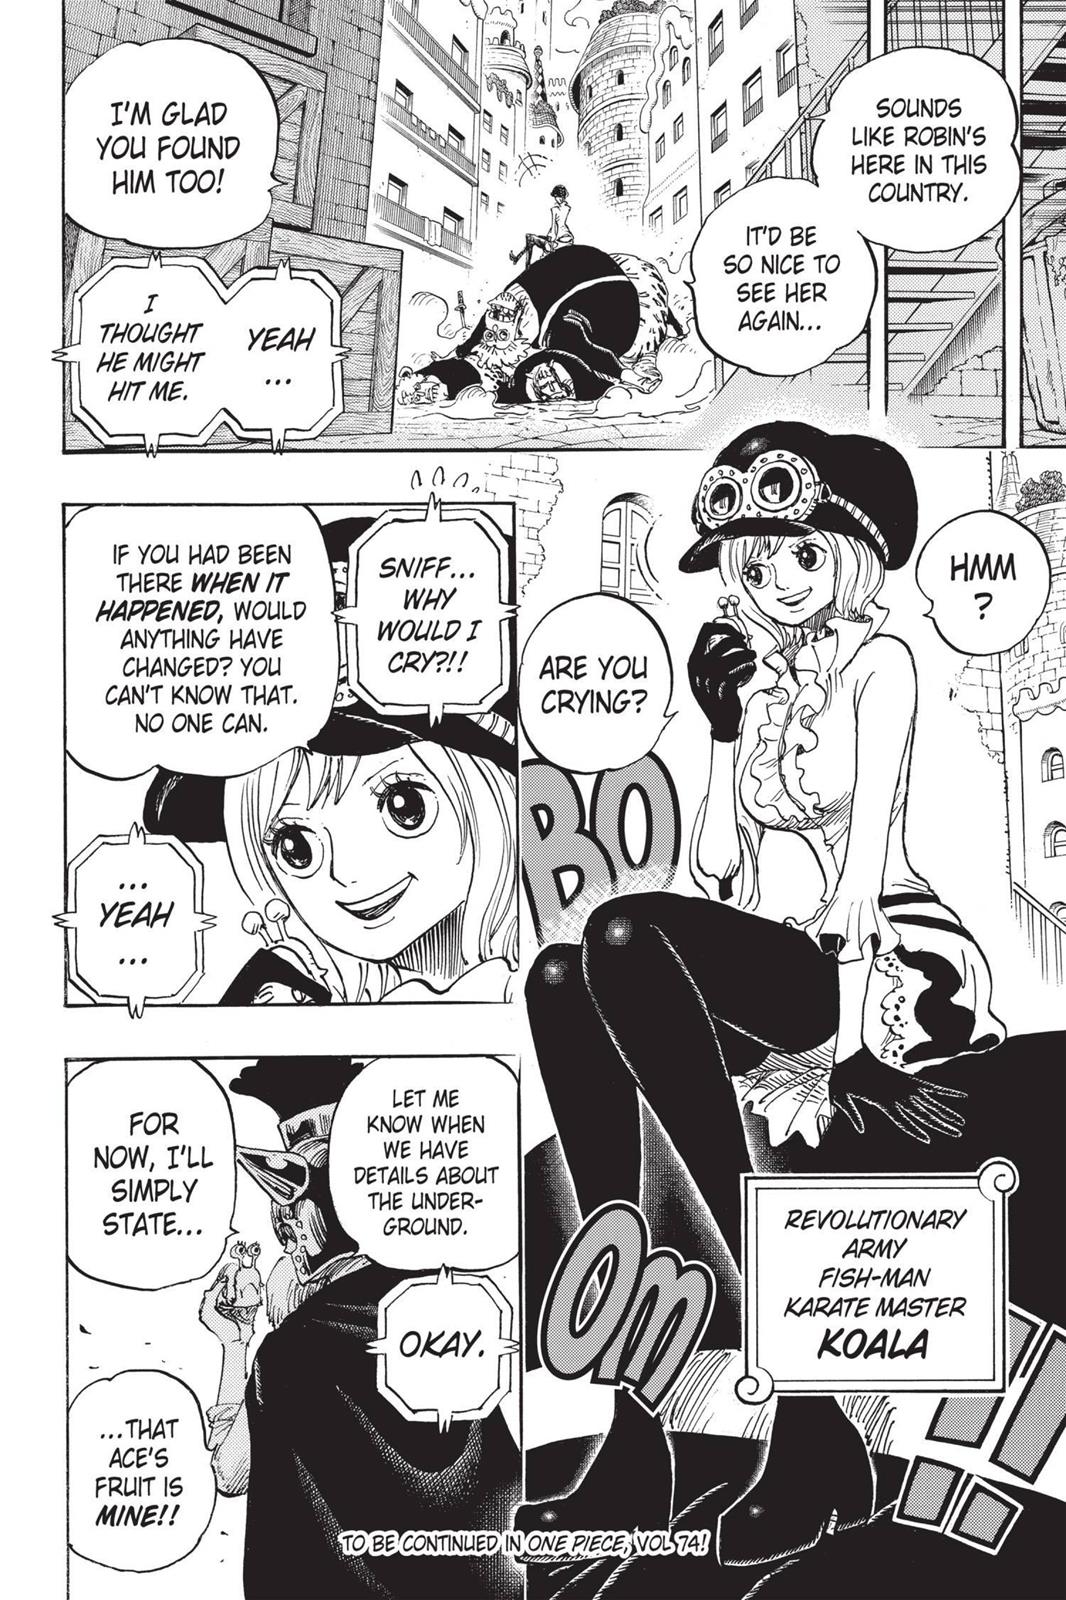 SOUNDS
LIKE ROBIN'S
HERE IN THIS
COUNTRY.
IT'D BE
SO NICE TO
SEE HER
AGAIN...
YEAH
...
I
THOUGHT
HE MIGHT
HIT ME.
I'M GLAD
YOU FOUND
HIM TOO!
HMM
?
ARE YOU
CRYING?
BO
OM
!!
REVOLUTIONARY
ARMY
FISH-MAN
KARATE MASTER
KOALA
SNIFF...
WHY
WOULD I
CRY?!!
IF YOU HAD BEEN
THERE WHEN IT
HAPPENED, WOULD
ANYTHING HAVE
CHANGED? YOU
CAN'T KNOW THAT.
NO ONE CAN.
...
YEAH
...
LET ME
KNOW WHEN
WE HAVE
DETAILS ABOUT
THE UNDER-
GROUND.
OKAY.
FOR
NOW, I'LL
SIMPLY
STATE...
...THAT
ACE'S
FRUIT IS
MINE!!
TO BE CONTINUED IN ONE PIECE, VOL 74!